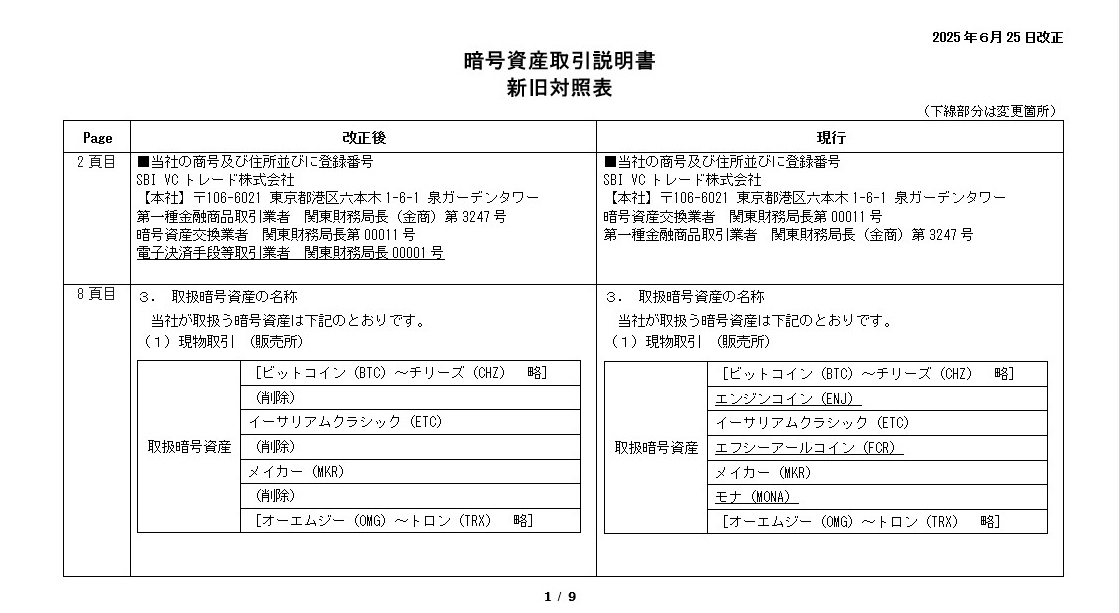 2025年6月25日改正
暗号資産取引説明書
新旧対照表
（下線部分は変更箇所）
Page 改正後 現行
2頁目
■当社の商号及び住所並びに登録番号
SBI VCトレード株式会社
【本社】〒106-6021 東京都港区六本木1-6-1 泉ガーデンタワー
第一種金融商品取引業者　関東財務局長（金商）第3247号
暗号資産交換業者　関東財務局長第00011号
電子決済手段等取引業者　関東財務局長00001号
■当社の商号及び住所並びに登録番号
SBI VCトレード株式会社
【本社】〒106-6021 東京都港区六本木1-6-1 泉ガーデンタワー
暗号資産交換業者　関東財務局長第00011号
第一種金融商品取引業者　関東財務局長（金商）第3247号
8頁目
３．　取扱暗号資産の名称
当社が取扱う暗号資産は下記のとおりです。
（１）現物取引　（販売所）
取扱暗号資産
［ビットコイン（BTC）～チリーズ（CHZ）　略］
（削除）
イーサリアムクラシック（ETC）
（削除）
メイカー（MKR）
（削除）
［オーエムジー（OMG）～トロン（TRX）　略］
３．　取扱暗号資産の名称
当社が取扱う暗号資産は下記のとおりです。
（１）現物取引　（販売所）
取扱暗号資産
［ビットコイン（BTC）～チリーズ（CHZ）　略］
エンジンコイン（ENJ）
イーサリアムクラシック（ETC）
エフシーアールコイン（FCR）
メイカー（MKR）
モナ（MONA）
［オーエムジー（OMG）～トロン（TRX）　略］
1 / 9